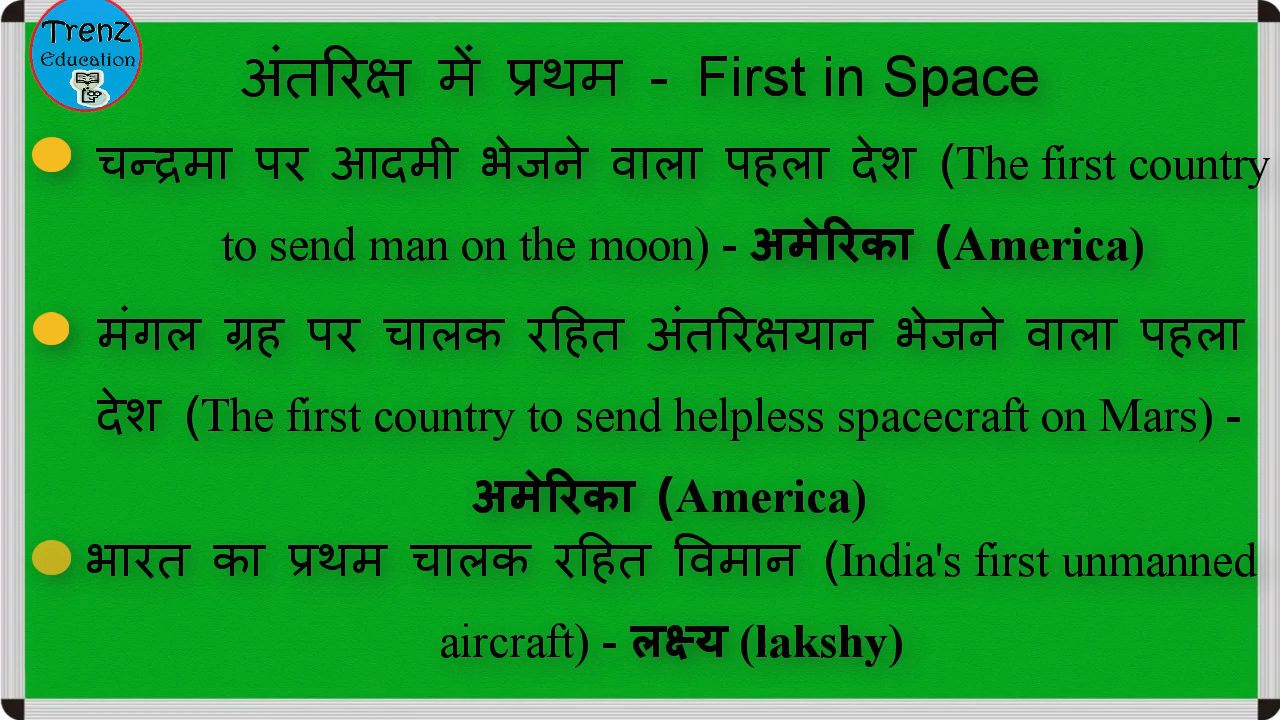 Trenz
Education
अंतरिक्ष में प्रथम - First in Space
चन्द्रमा पर आदमी भेजने वाला पहला देश (The first country
to send man on the moon) - अमेरिका (America)
मंगल ग्रह पर चालक रहित अंतरिक्षयान भेजने वाला पहला
देश (The first country to send helpless spacecraft on Mars) -
अमेरिका (America)
भारत का प्रथम चालक रहित विमान (India's first unmanned
aircraft) - लक्ष्य (lakshy)